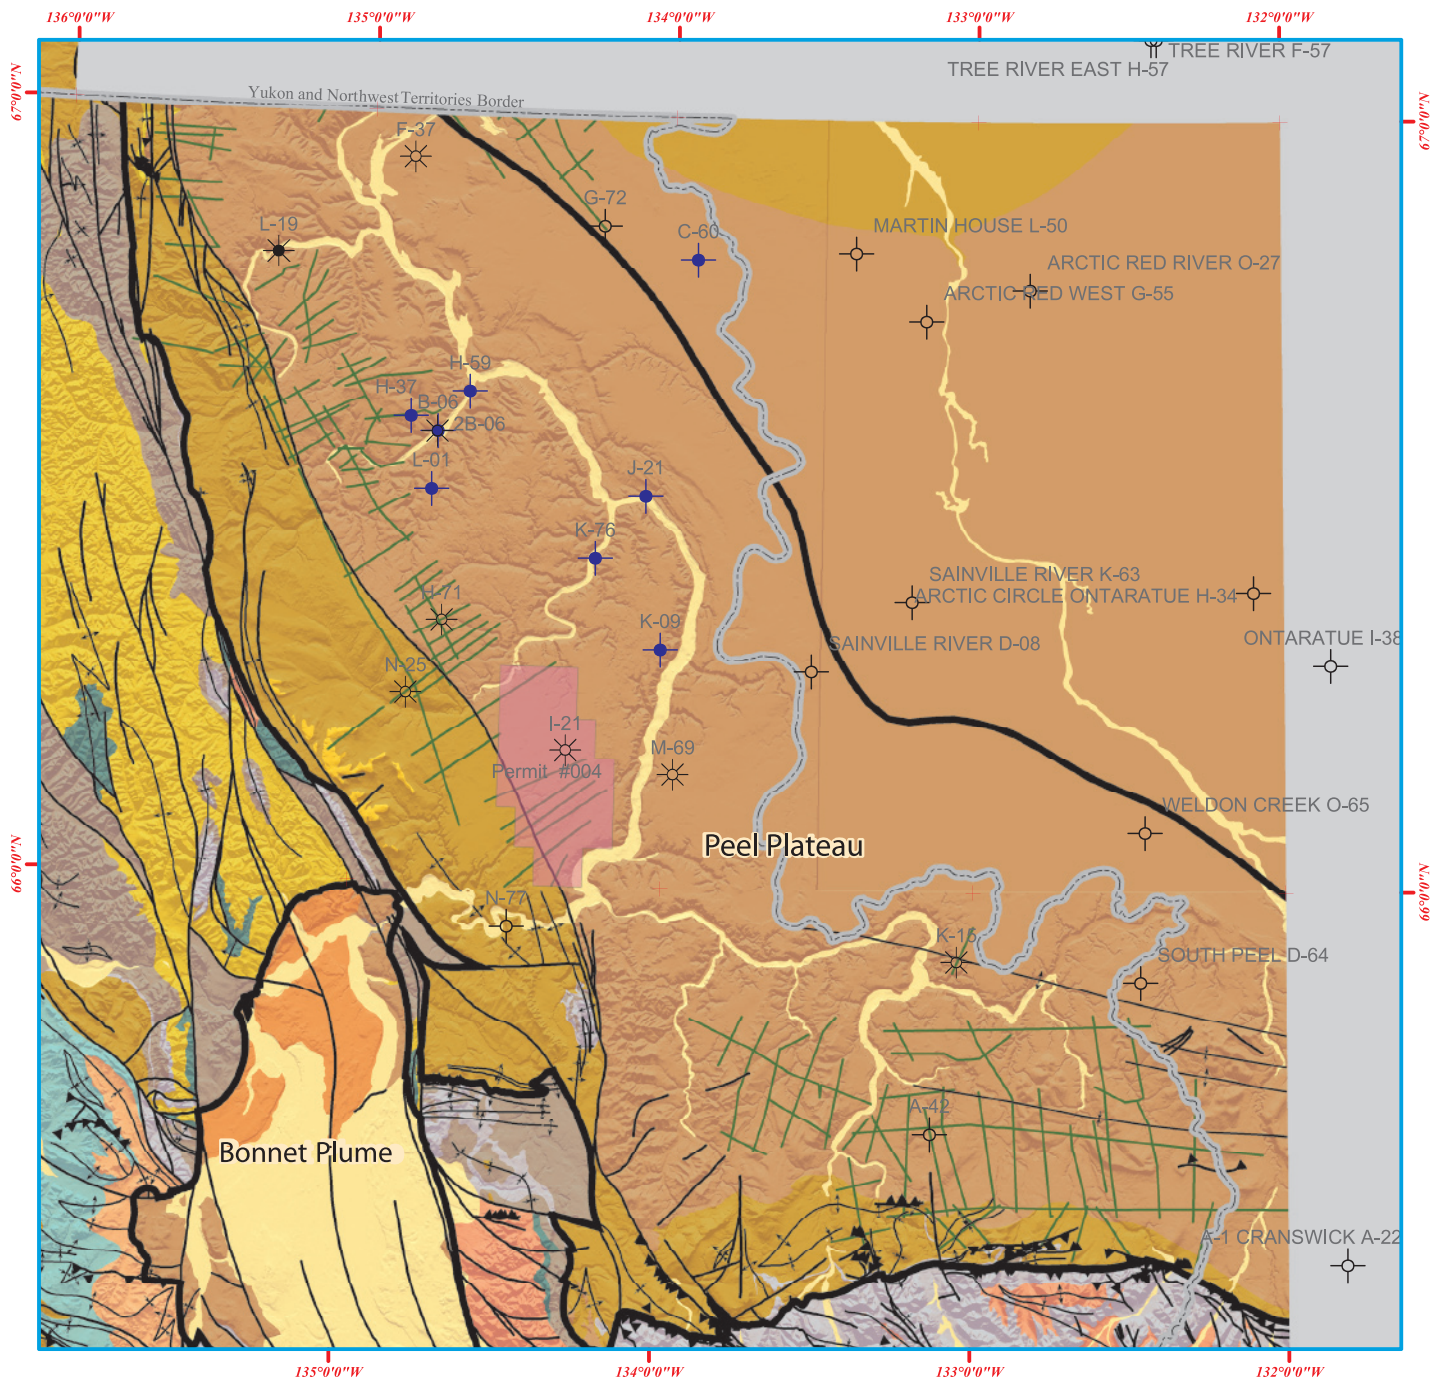 136°0'0"W
135°0'0"W
134°0'0"W
133°0'0"W
132°0'0"W
TREE RIVER F-57
TREE RIVER EAST H-57
67°0'0"N
67°0'0"N
Yukon and Northwest Territories Border
F-37
G-72
L-19
C-60
MARTIN HOUSE L-50
ARCTIC RED RIVER O-27
ARCTIC RED WEST G-55
H-59
H-37
B-06
2B-06
L-01
J-21
K-76
SAINVILLE RIVER K-63
H-71
ARCTIC CIRCLE ONTARATUE H-34
K-09
ONTARATUE I-38
SAINVILLE RIVER D-08
N-25
I-21
M-69
Permit #004
WELDON CREEK O-65
Peel Plateau
66°0'0"N
66°0'0"N
N-77
K-15
SOUTH PEEL D-64
A-42
Bonnet Plume
A-1 CRANSWICK A-22
135°0'0"W
134°0'0"W
133°0'0"W
132°0'0"W